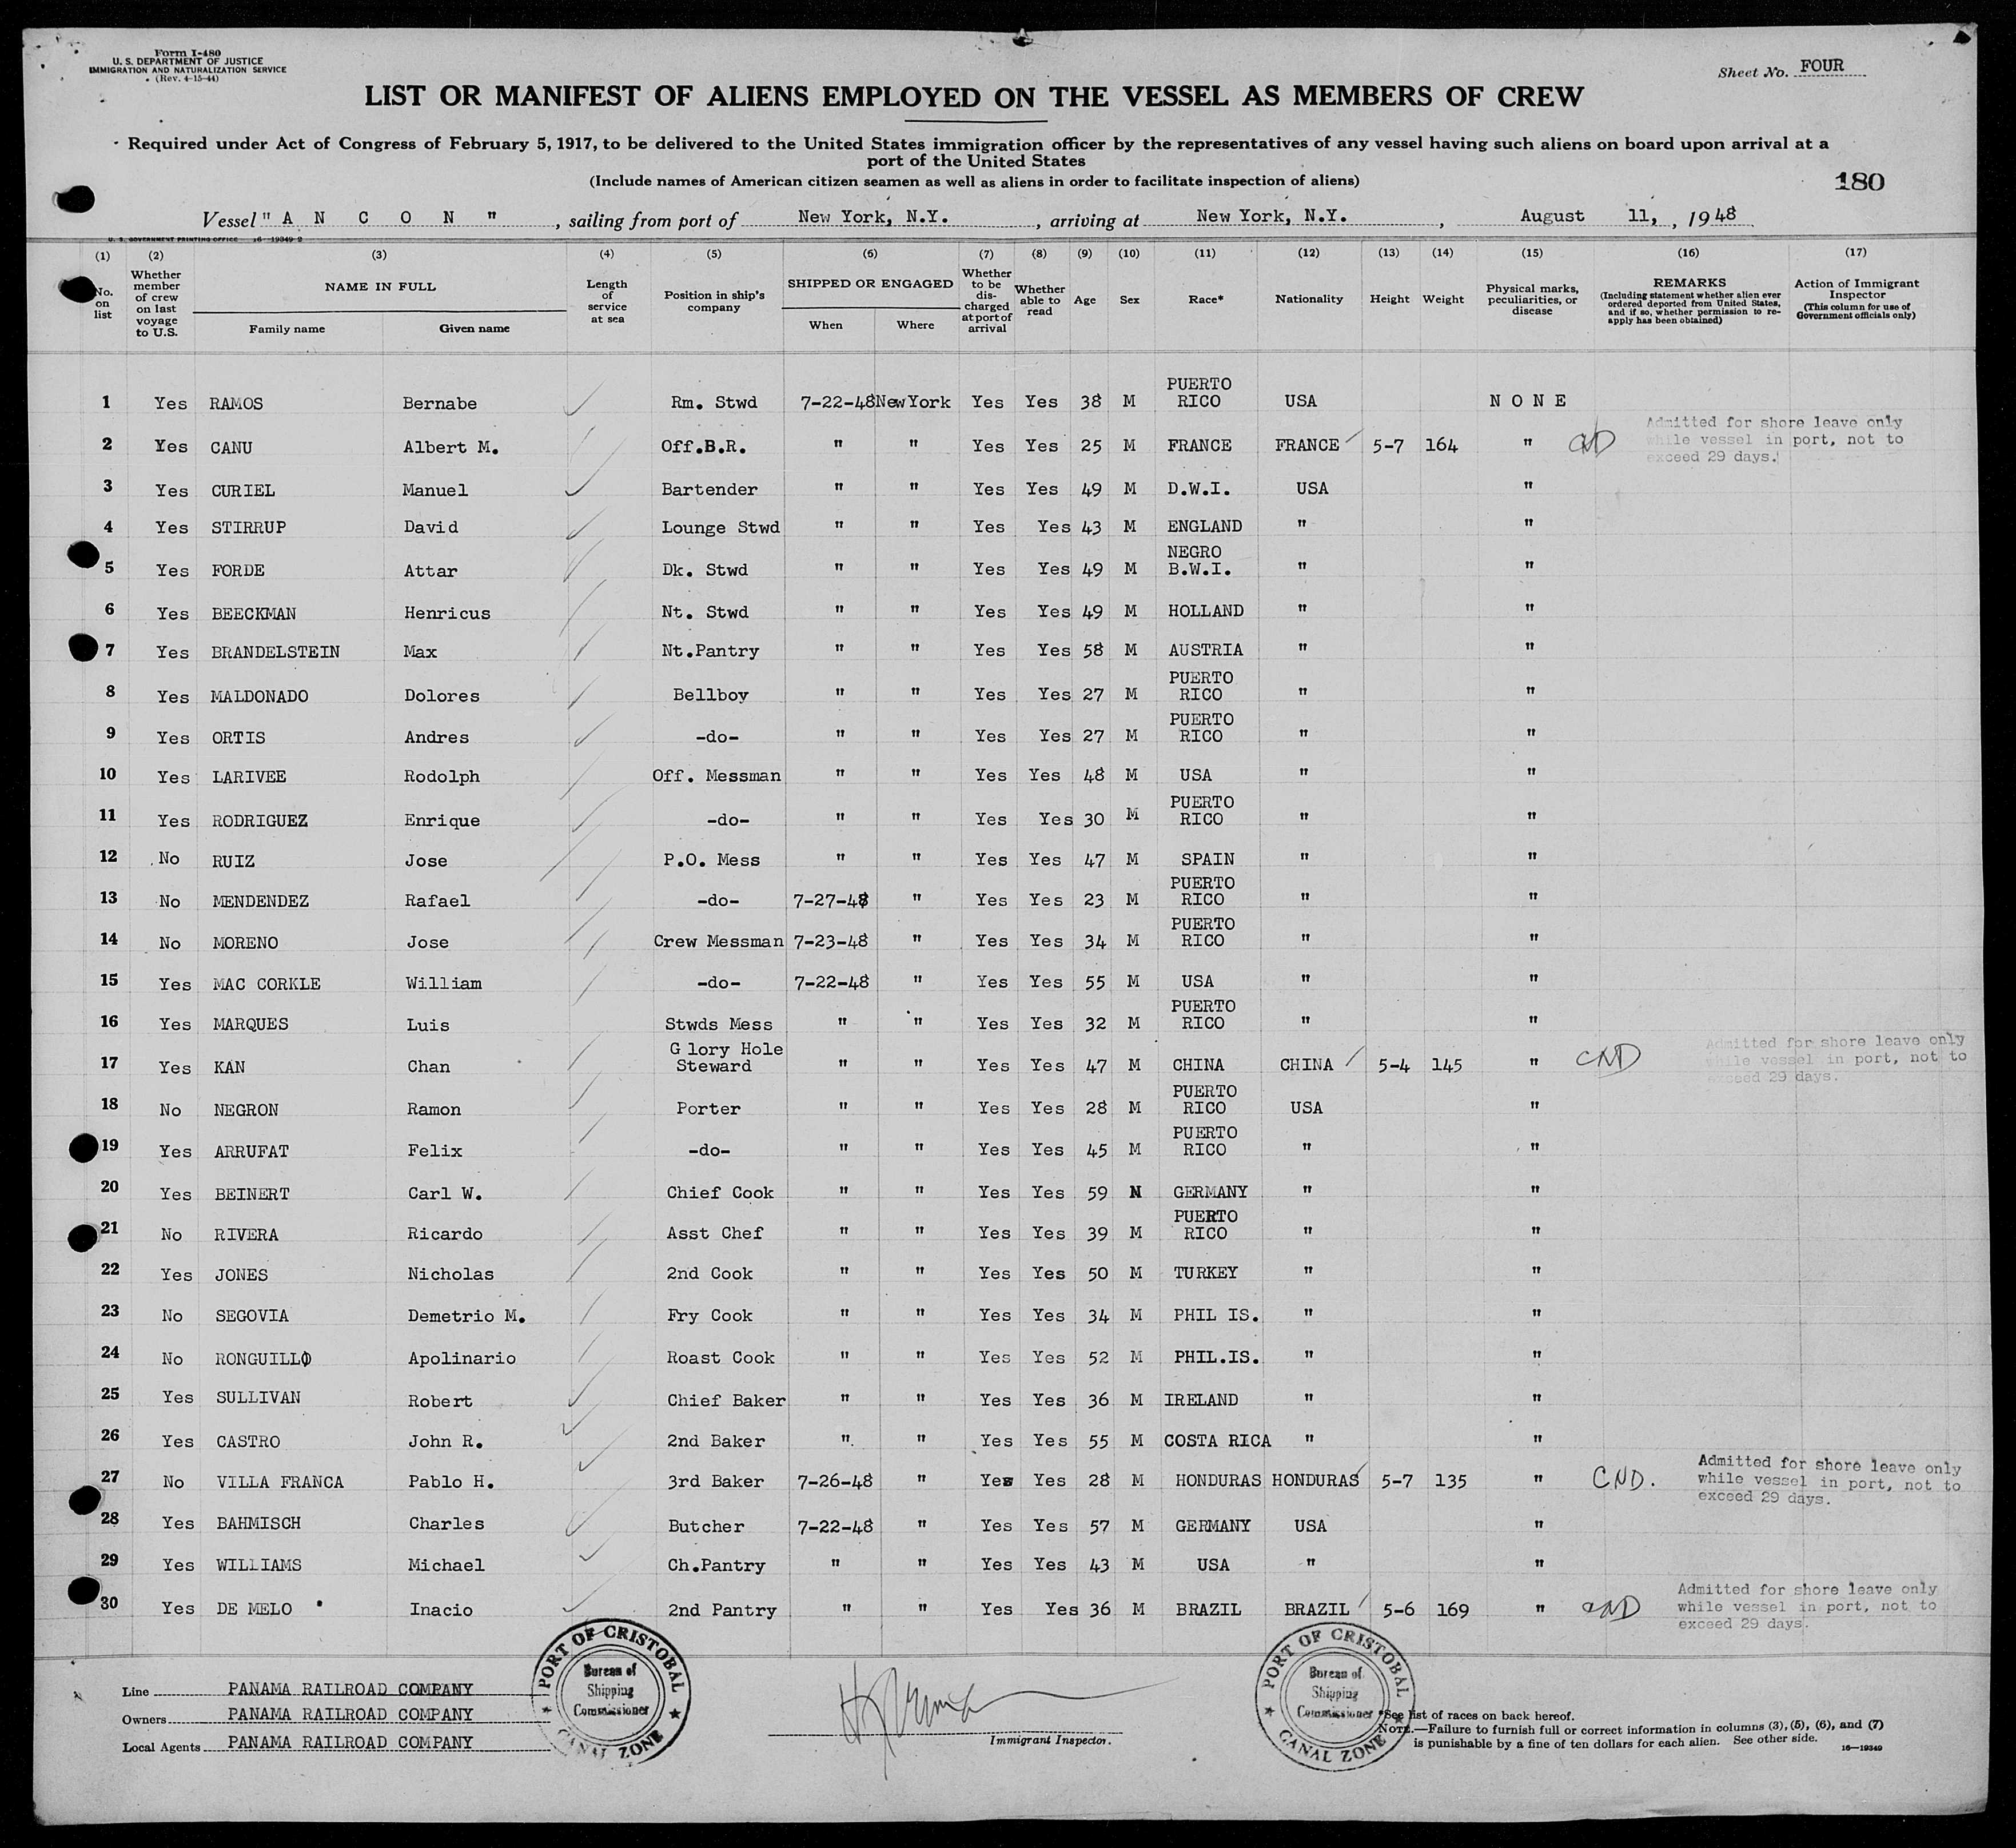 Form I-480
U. S. DEPARTMENT OF JUSTICE
IMMIGRATION AND NATURALIZATION SERVICE
(Rev. 4-15-44)
Sheet No. FOUR
LIST OR MANIFEST OF ALIENS EMPLOYED ON THE VESSEL AS MEMBERS OF CREW
Required under Act of Congress of February 5, 1917, to be delivered to the United States immigration officer by the representatives of any vessel having such aliens on board upon arrival at a
port of the United States
(Include names of American citizen seamen as well as aliens in order to facilitate inspection of aliens)
180
Vessel " A N C O N ", sailing from port of New York, N.Y., arriving at New York, N.Y., August 11, 1948
U. S. GOVERNMENT PRINTING OFFICE 16-19349-2
(1) (2) (3) (4) (5) (6) (7) (8) (9) (10) (11) (12) (13) (14) (15) (16) (17)
No. on list
Whether member of crew on last voyage to U.S.
NAME IN FULL
Family name Given name
Length of service at sea
Position in ship's company
SHIPPED OR ENGAGED
When Where
Whether to be discharged at port of arrival
Whether able to read
Age
Sex
Race*
Nationality
Height
Weight
Physical marks, peculiarities, or disease
REMARKS
(Including statement whether alien ever ordered deported from United States, and if so, whether permission to reapply has been obtained)
Action of Immigrant Inspector
(This column for use of Government officials only)
1 Yes RAMOS Bernabe Rm. Stwd 7-22-48 New York Yes Yes 38 M PUERTO RICO USA N O N E
2 Yes CANU Albert M. Off.B.R. " " Yes Yes 25 M FRANCE FRANCE 5-7 164 " CND Admitted for shore leave only while vessel in port, not to exceed 29 days.
3 Yes CURIEL Manuel Bartender " " Yes Yes 49 M D.W.I. USA "
4 Yes STIRRUP David Lounge Stwd " " Yes Yes 43 M ENGLAND " "
5 Yes FORDE Attar Dk. Stwd " " Yes Yes 49 M NEGRO B.W.I. " "
6 Yes BEECKMAN Henricus Nt. Stwd " " Yes Yes 49 M HOLLAND " "
7 Yes BRANDELSTEIN Max Nt.Pantry " " Yes Yes 58 M AUSTRIA " "
8 Yes MALDONADO Dolores Bellboy " " Yes Yes 27 M PUERTO RICO " "
9 Yes ORTIS Andres -do- " " Yes Yes 27 M PUERTO RICO " "
10 Yes LARIVEE Rodolph Off. Messman " " Yes Yes 48 M USA " "
11 Yes RODRIGUEZ Enrique -do- " " Yes Yes 30 M PUERTO RICO " "
12 No RUIZ Jose P.O. Mess " " Yes Yes 47 M SPAIN " "
13 No MENDENDEZ Rafael -do- 7-27-48 " Yes Yes 23 M PUERTO RICO " "
14 No MORENO Jose Crew Messman 7-23-48 " Yes Yes 34 M PUERTO RICO " "
15 Yes MAC CORKLE William -do- 7-22-48 " Yes Yes 55 M USA " "
16 Yes MARQUES Luis Stwds Mess " " Yes Yes 32 M PUERTO RICO " "
17 Yes KAN Chan Glory Hole Steward " " Yes Yes 47 M CHINA CHINA 5-4 145 " CND Admitted for shore leave only while vessel in port, not to exceed 29 days.
18 No NEGRON Ramon Porter " " Yes Yes 28 M PUERTO RICO USA "
19 Yes ARRUFAT Felix -do- " " Yes Yes 45 M PUERTO RICO " "
20 Yes BEINERT Carl W. Chief Cook " " Yes Yes 59 N GERMANY " "
21 No RIVERA Ricardo Asst Chef " " Yes Yes 39 M PUERTO RICO " "
22 Yes JONES Nicholas 2nd Cook " " Yes Yes 50 M TURKEY " "
23 No SEGOVIA Demetrio M. Fry Cook " " Yes Yes 34 M PHIL IS. " "
24 No RONGUILLO Apolinario Roast Cook " " Yes Yes 52 M PHIL.IS. " "
25 Yes SULLIVAN Robert Chief Baker " " Yes Yes 36 M IRELAND " "
26 Yes CASTRO John R. 2nd Baker " " Yes Yes 55 M COSTA RICA " "
27 No VILLA FRANCA Pablo H. 3rd Baker 7-26-48 " Yes Yes 28 M HONDURAS HONDURAS 5-7 135 " CND. Admitted for shore leave only while vessel in port, not to exceed 29 days.
28 Yes BAHMISCH Charles Butcher 7-22-48 " Yes Yes 57 M GERMANY USA "
29 Yes WILLIAMS Michael Ch.Pantry " " Yes Yes 43 M USA " "
30 Yes DE MELO Inacio 2nd Pantry " " Yes Yes 36 M BRAZIL BRAZIL 5-6 169 " CND Admitted for shore leave only while vessel in port, not to exceed 29 days.
Line PANAMA RAILROAD COMPANY
Owners PANAMA RAILROAD COMPANY
Local Agents PANAMA RAILROAD COMPANY
PORT OF CRISTOBAL
Bureau of
Shipping
Commissioner
CANAL ZONE
Immigrant Inspector.
PORT OF CRISTOBAL
Bureau of
Shipping
Commissioner
CANAL ZONE
*See list of races on back hereof.
NOTE.—Failure to furnish full or correct information in columns (3), (5), (6), and (7)
is punishable by a fine of ten dollars for each alien. See other side.
16—19349